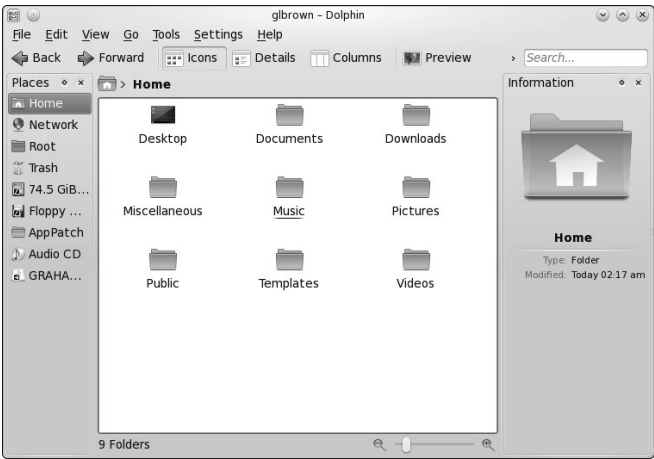 glbrown – Dolphin
File Edit View Go Tools Settings Help
Back Forward Icons Details Columns Preview Search...
Places
Home
Network
Root
Trash
74.5 GiB...
Floppy ...
AppPatch
Audio CD
GRAHA...
> Home
Desktop Documents Downloads
Miscellaneous Music Pictures
Public Templates Videos
9 Folders
Information
Home
Type: Folder
Modified: Today 02:17 am